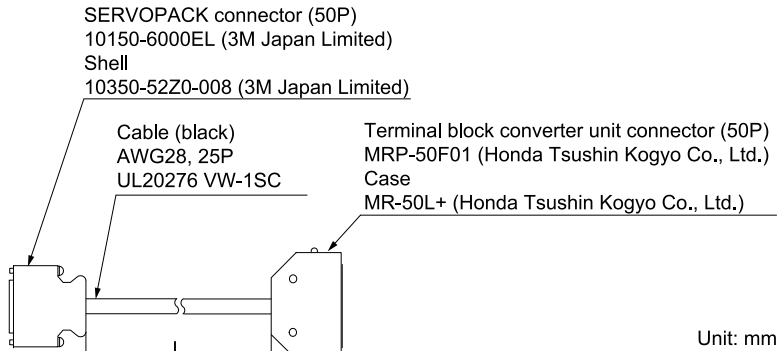 SERVOPACK connector (50P)
10150-6000EL (3M Japan Limited)
Shell
10350-52Z0-008 (3M Japan Limited)
Cable (black)
AWG28, 25P
UL20276 VW-1SC
Terminal block converter unit connector (50P)
MRP-50F01 (Honda Tsushin Kogyo Co., Ltd.)
Case
MR-50L+ (Honda Tsushin Kogyo Co., Ltd.)
Unit: mm